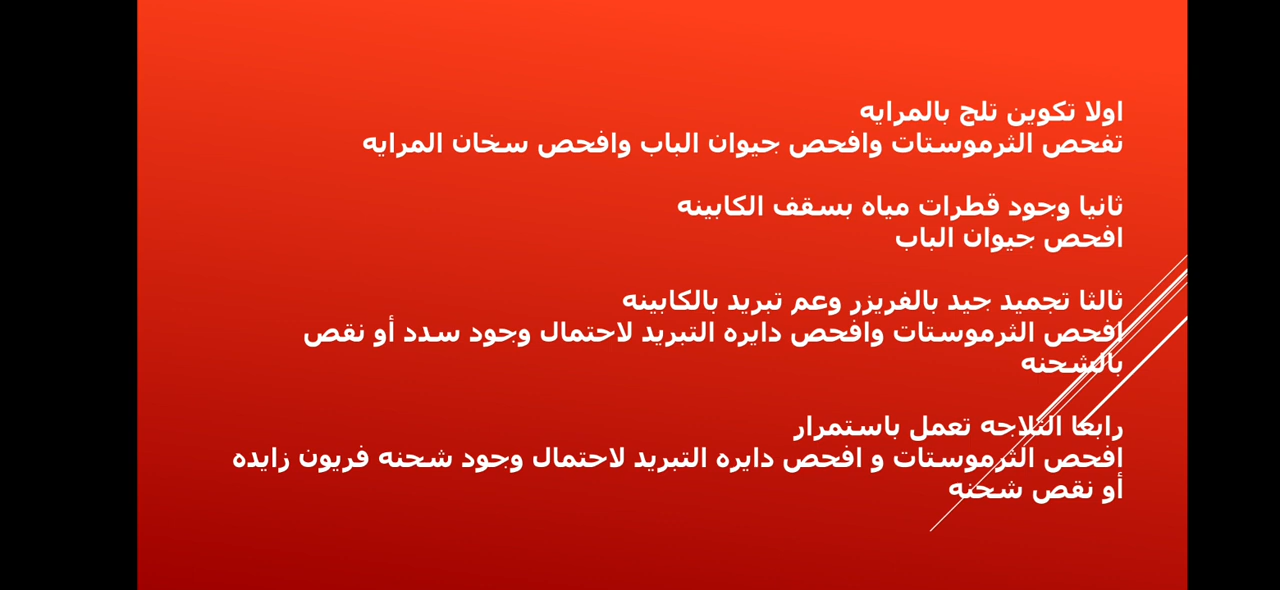 اولا تكوين تلج بالمرايه
تفحص الثرموستات وافحص جيوان الباب وافحص سخان المرايه
ثانيا وجود قطرات مياه بسقف الكابينه
افحص جيوان الباب
ثالثا تجميد جيد بالفريزر وعم تبريد بالكابينه
افحص الثرموستات وافحص دايره التبريد لاحتمال وجود سدد أو نقص
بالشحنه
رابعا الثلاجه تعمل باستمرار
افحص الثرموستات و افحص دايره التبريد لاحتمال وجود شحنه فريون زايده
أو نقص شحنه